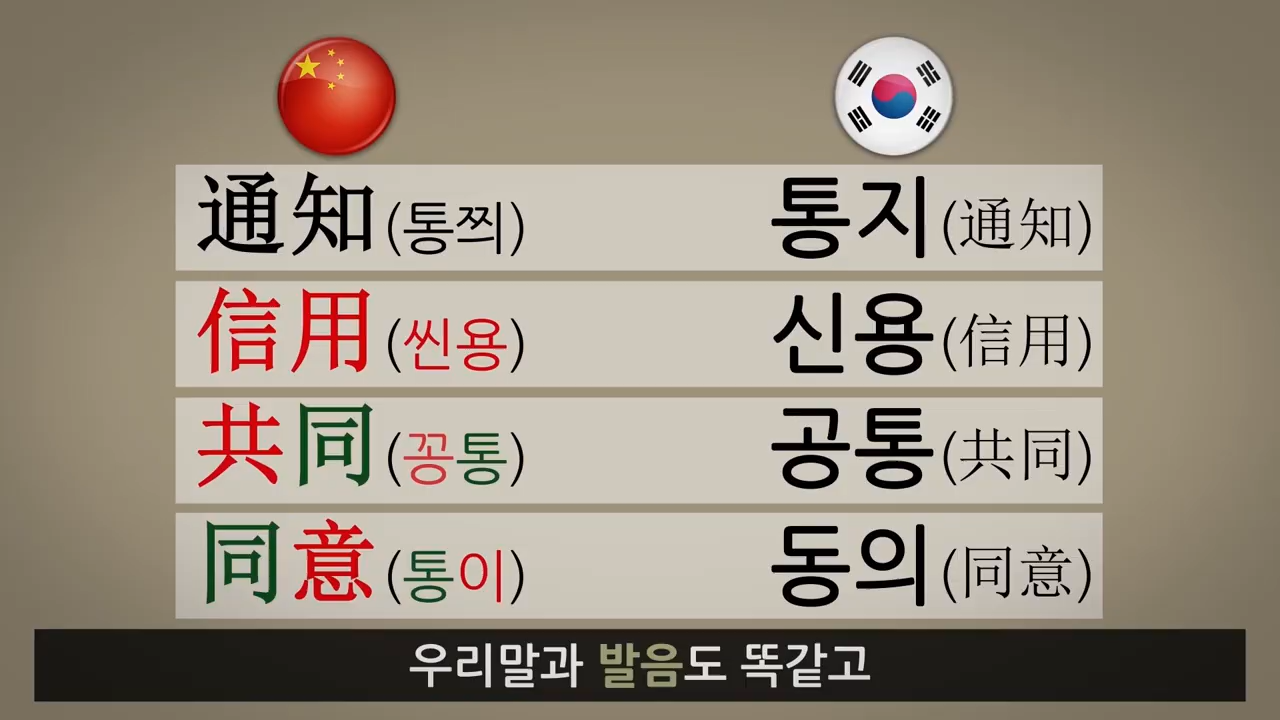 通知(통찍) 통지(通知)
信用(씬용) 신용(信用)
共同(꽁통) 공통(共同)
同意(통이) 동의(同意)
우리말과 발음도 똑같고